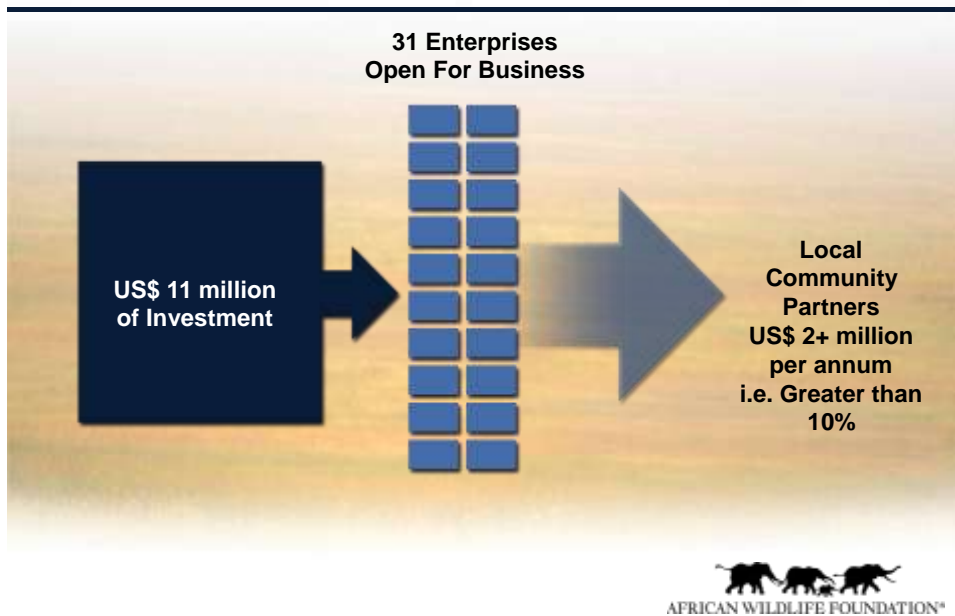 31 Enterprises
Open For Business
US$ 11 million
of Investment
Local
Community
Partners
US$ 2+ million
per annum
i.e. Greater than
10%
AFRICAN WILDLIFE FOUNDATION®